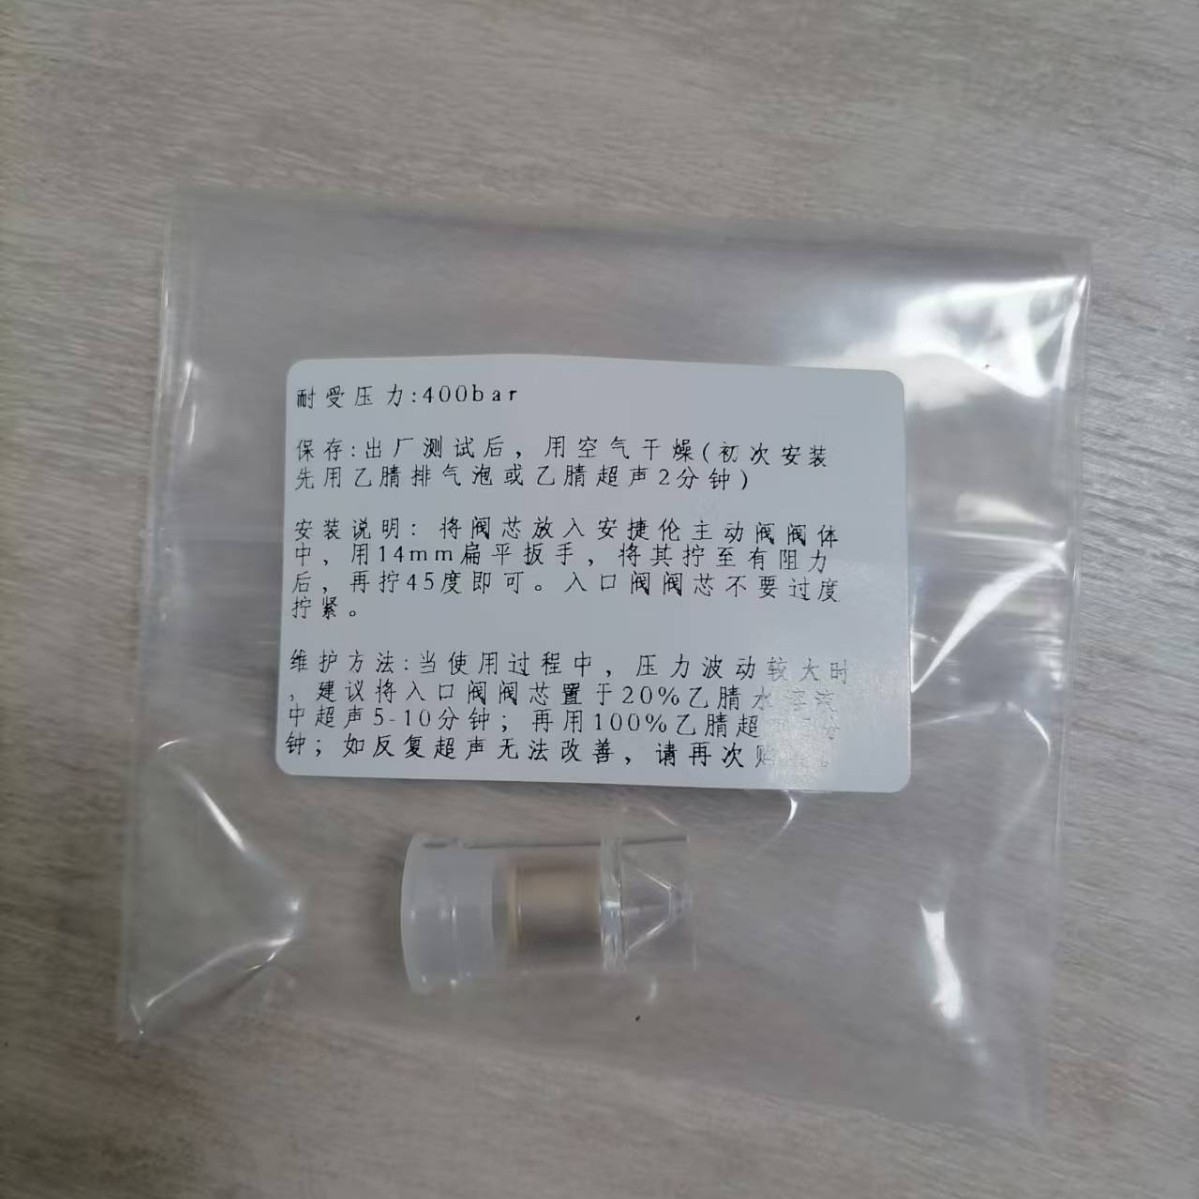 耐受压力:400bar
保存:出厂测试后，用空气干燥(初次安装
先用乙腈排气泡或乙腈超声2分钟)
安装说明: 将阀芯放入安捷伦主动阀阀体
中，用14mm扁平扳手，将其拧至有阻力
后，再拧45度即可。入口阀阀芯不要过度
拧紧。
维护方法:当使用过程中，压力波动较大时
，建议将入口阀阀芯置于20%乙腈水溶液
中超声5-10分钟；再用100%乙腈超
钟；如反复超声无法改善，请再次购